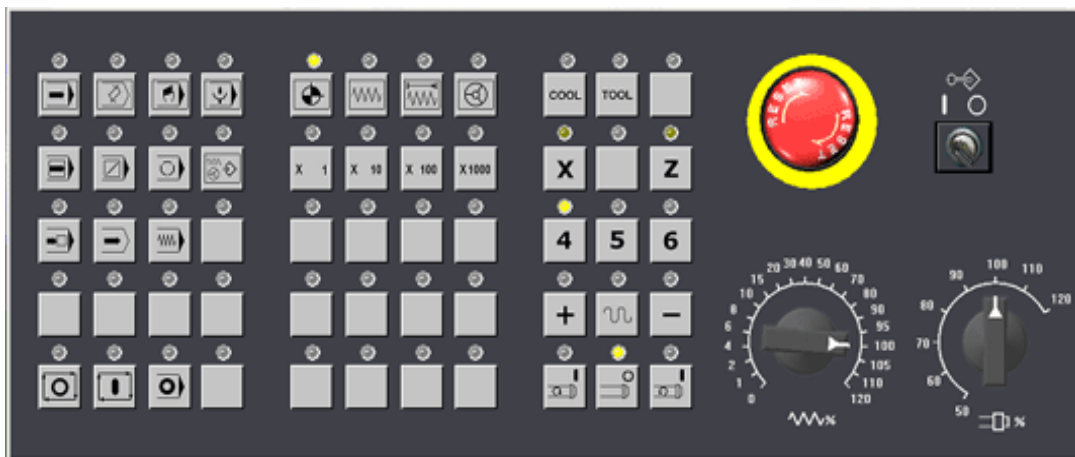 COOL TOOL
X 1 X 10 X 100 X1000
X Z
4 5 6
+ −
RESET
RESET
I O
0 1 2 4 6 8 10 15 20 30 40 50 60 70 80 90 95 100 105 110 120
%
50 60 70 80 90 100 110 120
%